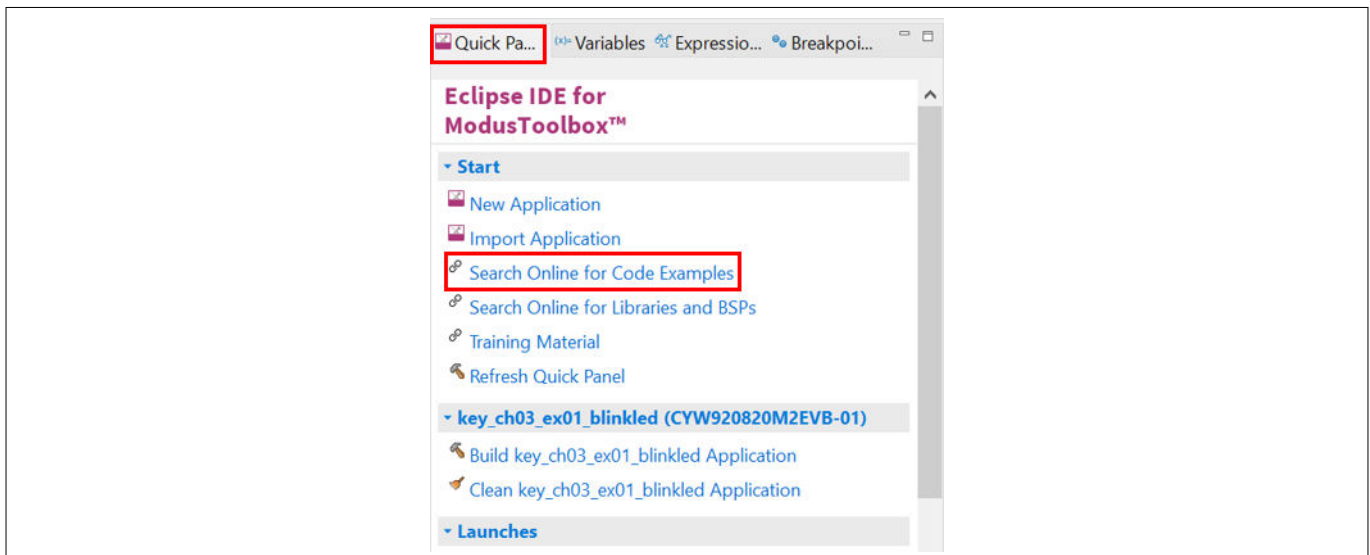 Quick Pa... (x)= Variables Expressio... Breakpoi...
Eclipse IDE for
ModusToolbox™
Start
New Application
Import Application
Search Online for Code Examples
Search Online for Libraries and BSPs
Training Material
Refresh Quick Panel
key_ch03_ex01_blinkled (CYW920820M2EVB-01)
Build key_ch03_ex01_blinkled Application
Clean key_ch03_ex01_blinkled Application
Launches